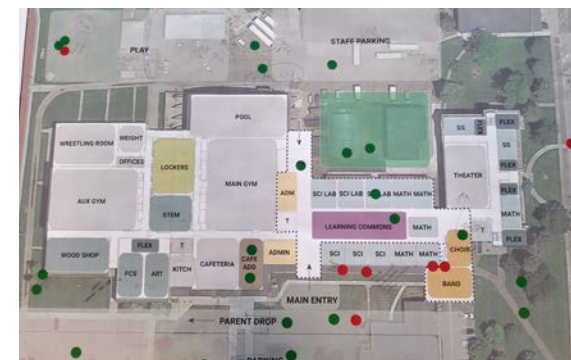 PLAY
STAFF PARKING
POOL
WRESTLING ROOM
WEIGHT
OFFICES
LOCKERS
MAIN GYM
AUX GYM
STEM
ADM
T
SCI LAB
SCI LAB
LAB
MATH
MATH
LEARNING COMMONS
MATH
SS
FLEX
FLEX
SS
FLEX
THEATER
FLEX
MATH
T
FLEX
CHOIR
BAND
WOOD SHOP
FLEX
T
FCS
ART
KITCH
CAFETERIA
CAFE
ADD
ADMIN
SCI
SCI
SCI
MATH
MATH
MAIN ENTRY
PARENT DROP
PARKING